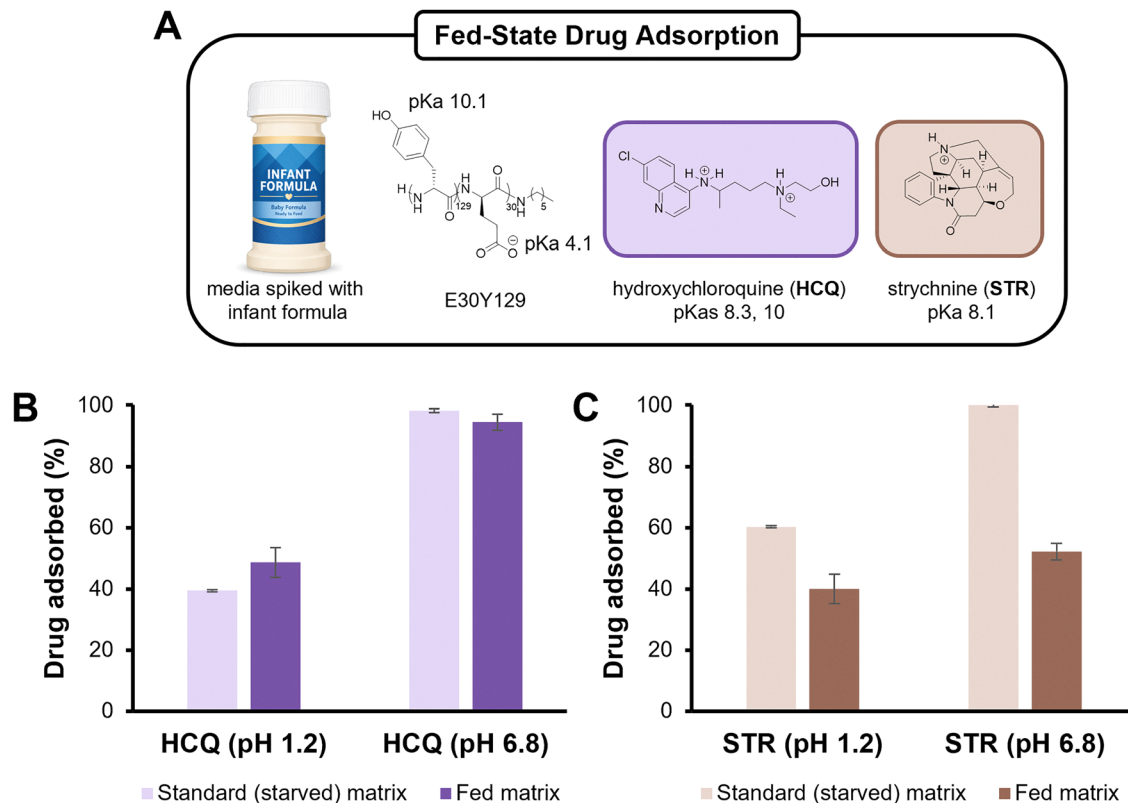 A
Fed-State Drug Adsorption
INFANT
FORMULA
Baby Formula
Ready to Feed
media spiked with
infant formula
pKa 10.1
HO
H
N
H
O
129
H
N
O
30
N
H
5
O
O
pKa 4.1
E30Y129
Cl
N
H
N
H
N
H
OH
hydroxychloroquine (HCQ)
pKas 8.3, 10
H
N
H
H
H
H
N
O
O
strychnine (STR)
pKa 8.1
B
Drug adsorbed (%)
100
80
60
40
20
0
HCQ (pH 1.2)
HCQ (pH 6.8)
Standard (starved) matrix
Fed matrix
C
Drug adsorbed (%)
100
80
60
40
20
0
STR (pH 1.2)
STR (pH 6.8)
Standard (starved) matrix
Fed matrix